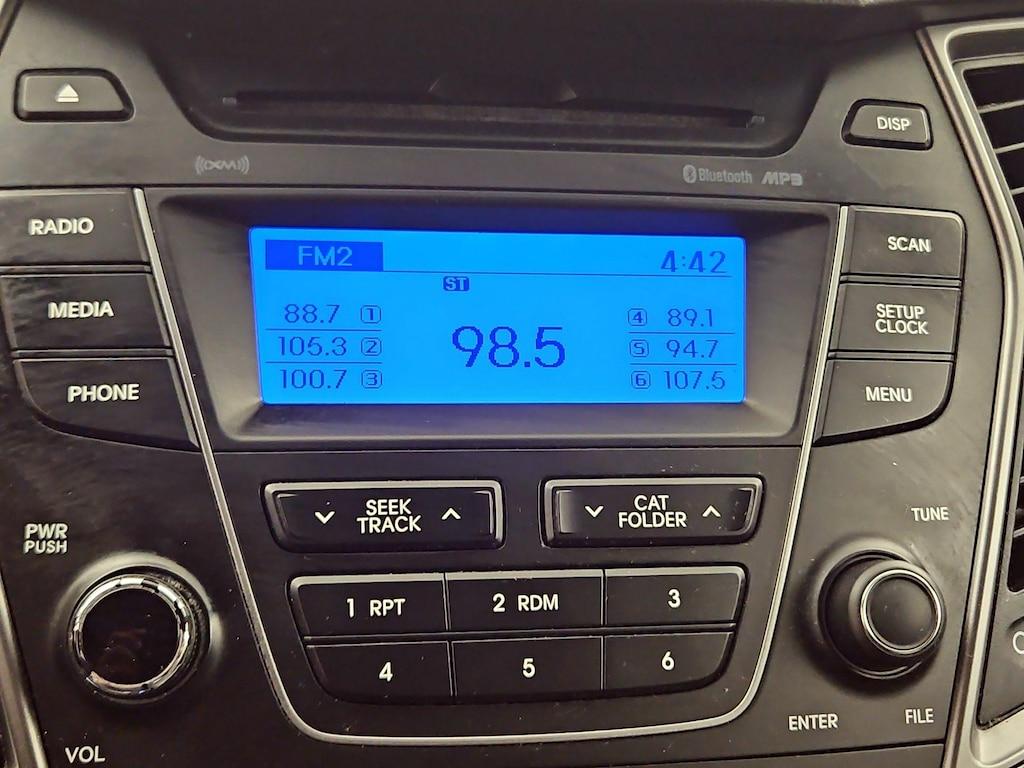 DISP
((XM))
Bluetooth MP3
RADIO
MEDIA
PHONE
FM2
4:42
ST
88.7 1
105.3 2
100.7 3
98.5
4 89.1
5 94.7
6 107.5
SCAN
SETUP
CLOCK
MENU
SEEK
TRACK
CAT
FOLDER
PWR
PUSH
TUNE
1 RPT
2 RDM
3
4
5
6
VOL
ENTER
FILE